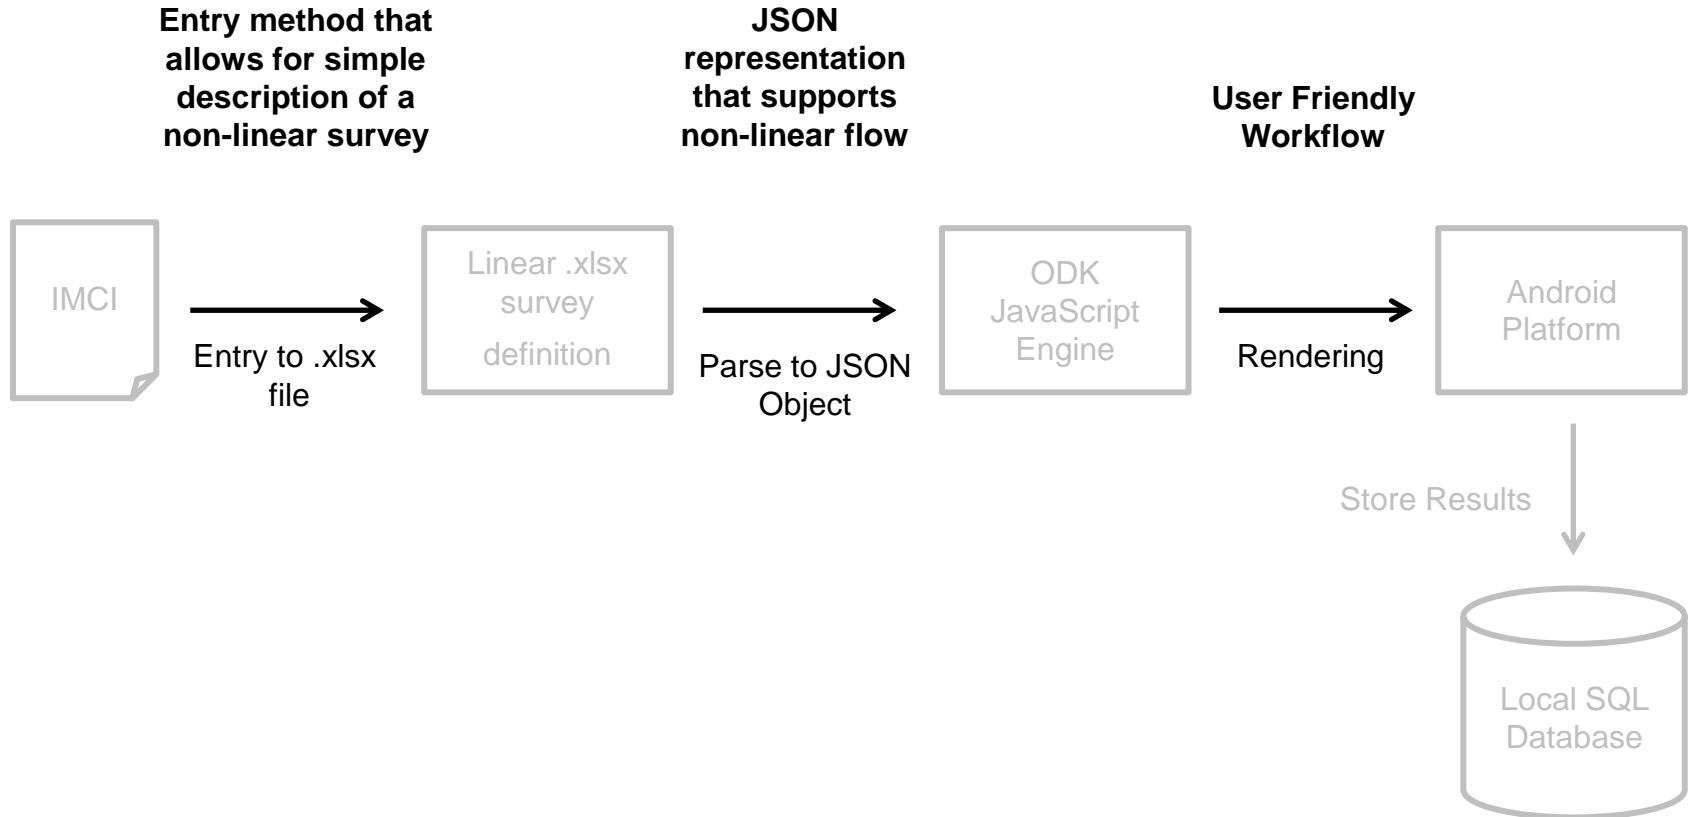 Entry method that
allows for simple
description of a
non-linear survey
JSON
representation
that supports
non-linear flow
User Friendly
Workflow
IMCI
Entry to .xlsx
file
Linear .xlsx
survey
definition
Parse to JSON
Object
ODK
JavaScript
Engine
Rendering
Android
Platform
Store Results
Local SQL
Database